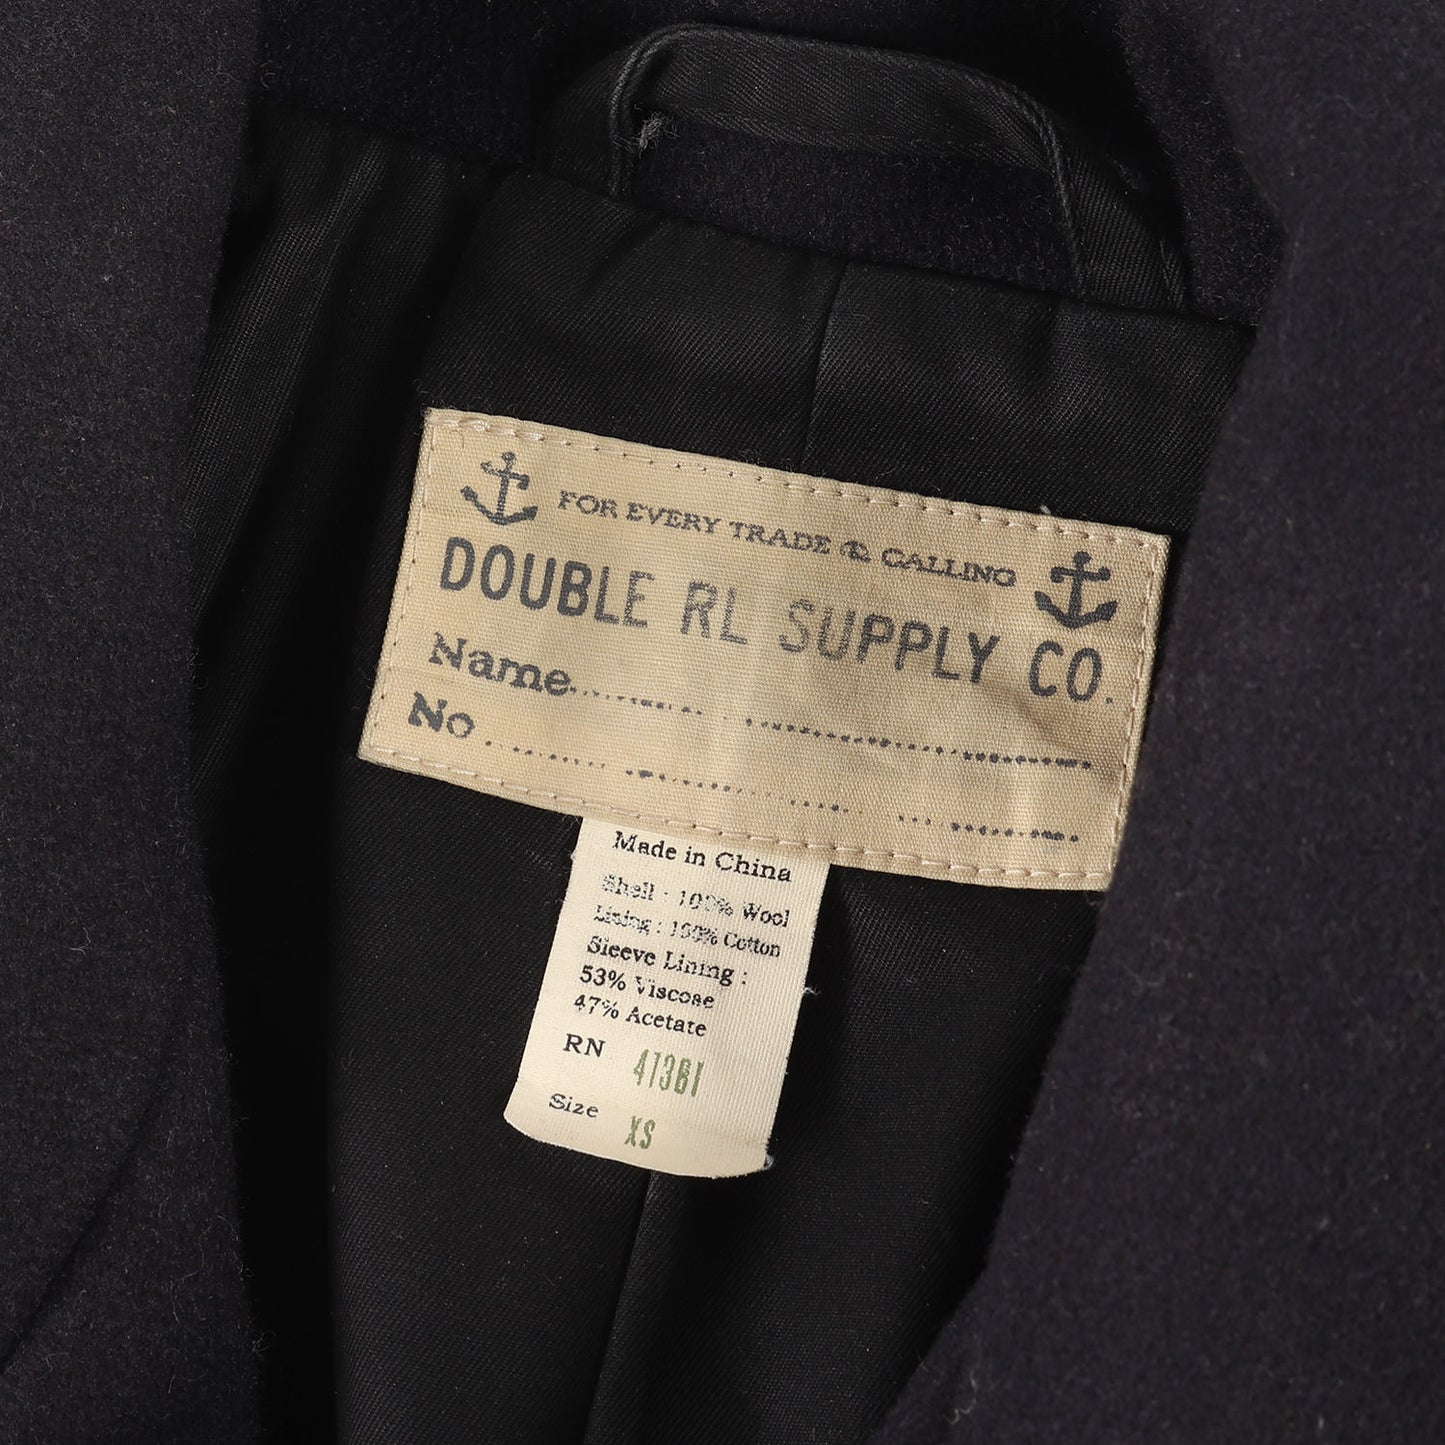 FOR EVERY TRADE & CALLING
DOUBLE RL SUPPLY CO.
Name
No
Made in China
Shell : 100% Wool
Lining : 100% Cotton
Sleeve Lining :
53% Viscose
47% Acetate
RN 41381
Size XS